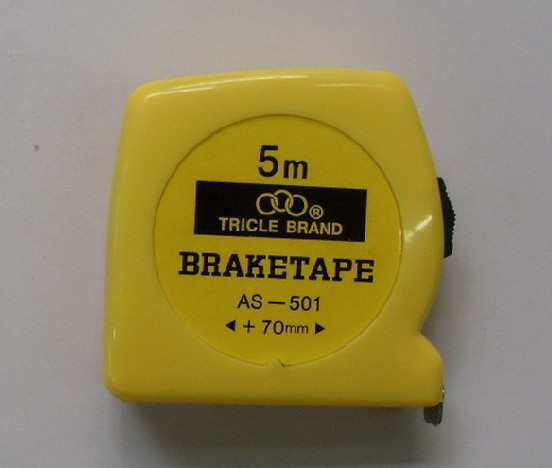 5m
®
TRICLE BRAND
BRAKETAPE
AS-501
◀ + 70mm ▶